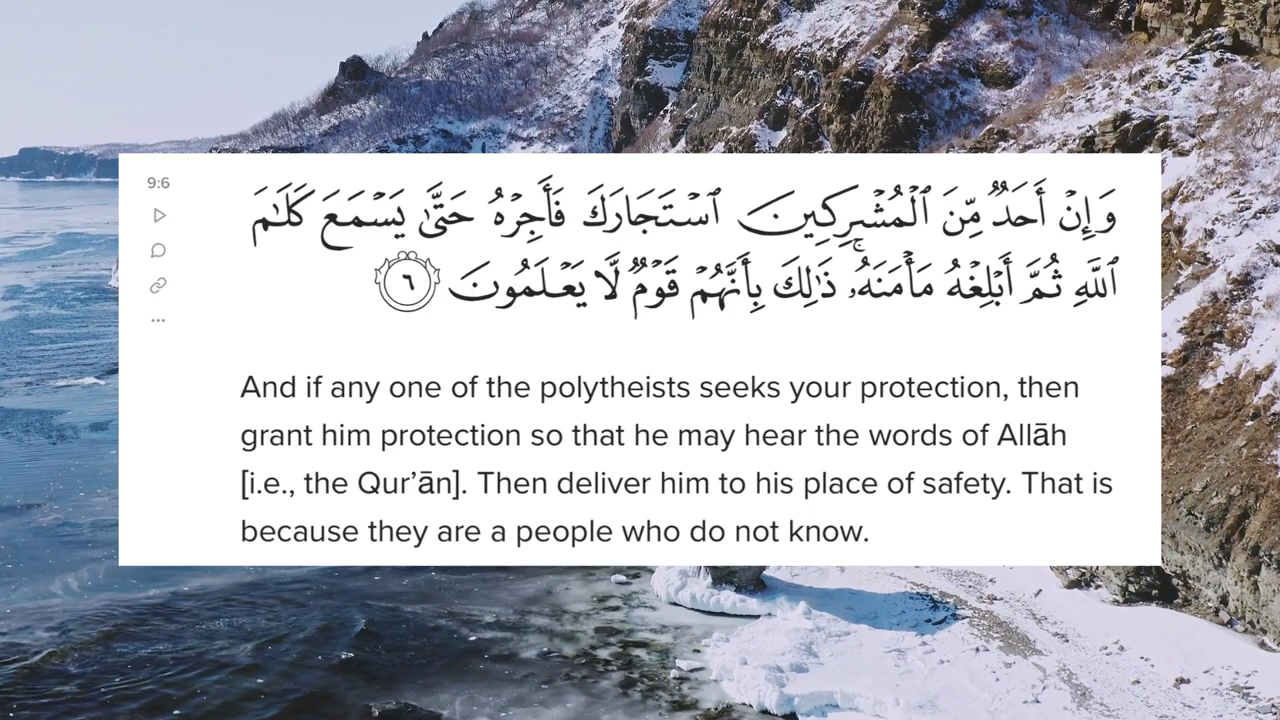 9:6
وَإِنْ أَحَدٌ مِّنَ ٱلْمُشْرِكِينَ ٱسْتَجَارَكَ فَأَجِرْهُ حَتَّىٰ يَسْمَعَ كَلَـٰمَ
ٱللَّهِ ثُمَّ أَبْلِغْهُ مَأْمَنَهُۥ ۚ ذَٰلِكَ بِأَنَّهُمْ قَوْمٌ لَّا يَعْلَمُونَ ٦
And if any one of the polytheists seeks your protection, then
grant him protection so that he may hear the words of Allāh
[i.e., the Qur’ān]. Then deliver him to his place of safety. That is
because they are a people who do not know.